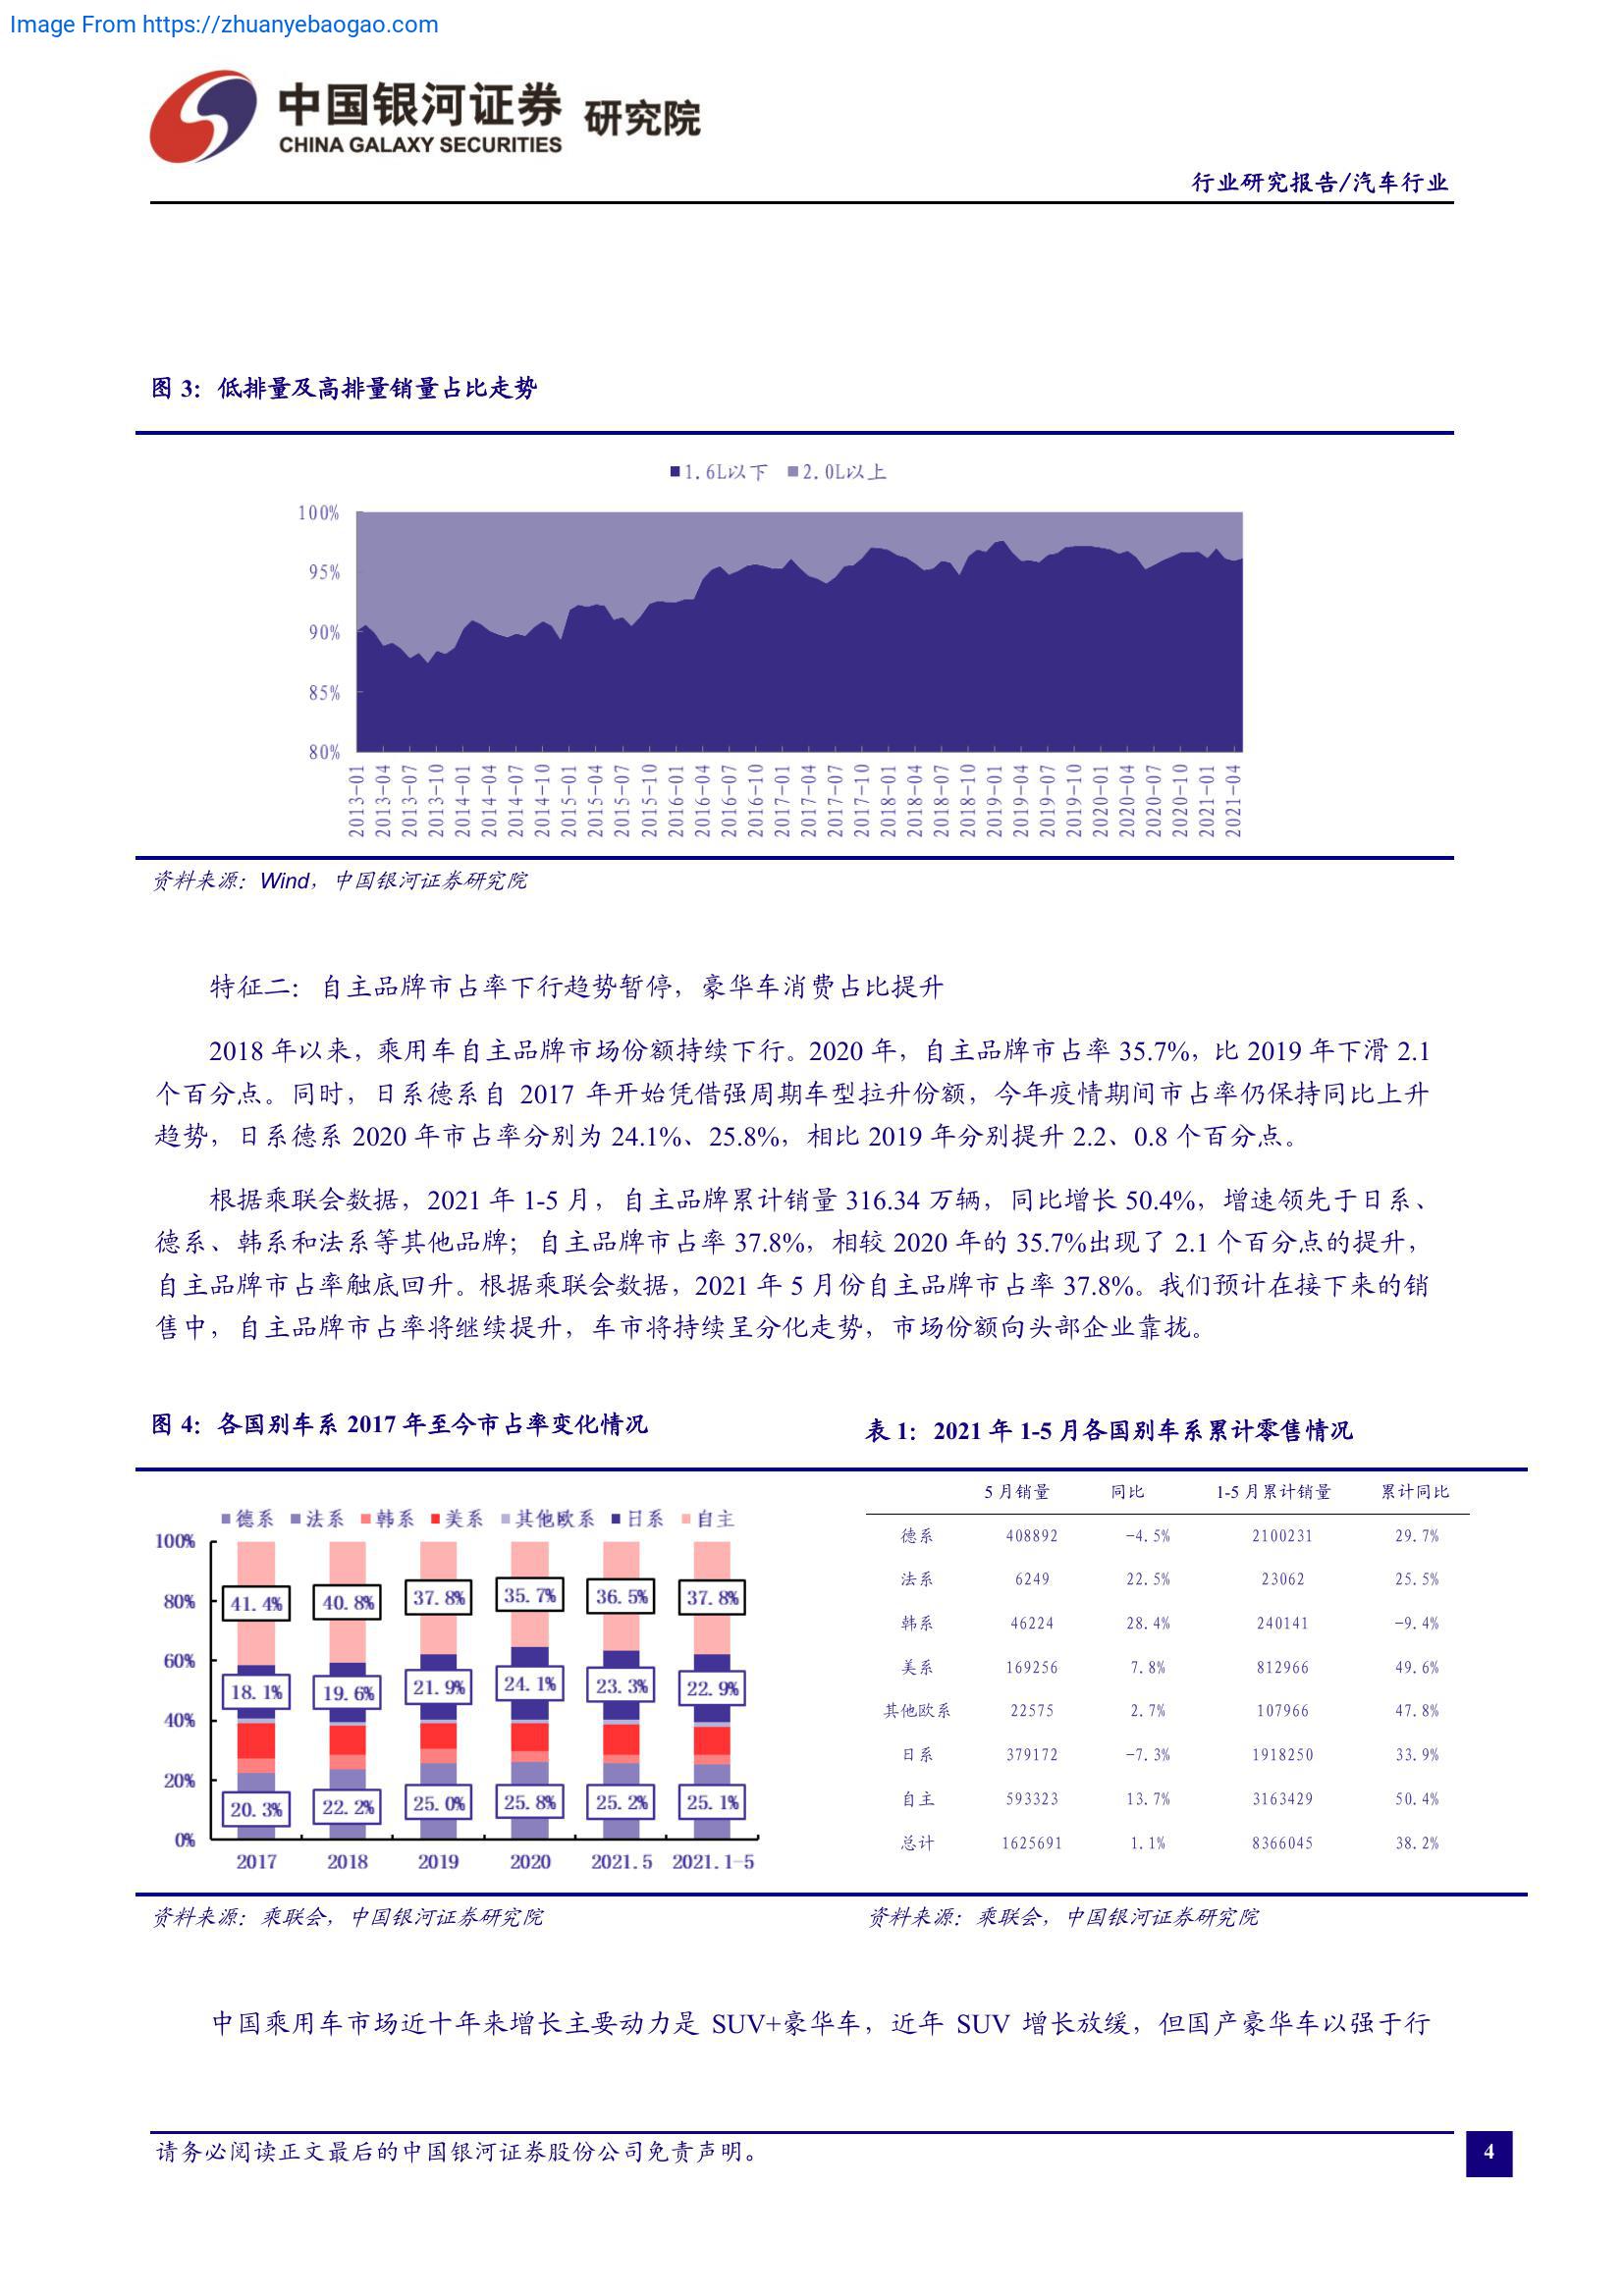 Image From https://zhuanyebaogao.com
中国银河证券 研究院
CHINA GALAXY SECURITIES
行业研究报告/汽车行业
图 3：低排量及高排量销量占比走势
1.6L以下 2.0L以上
100%
95%
90%
85%
80%
2013-01 2013-04 2013-07 2013-10 2014-01 2014-04 2014-07 2014-10 2015-01 2015-04 2015-07 2015-10 2016-01 2016-04 2016-07 2016-10 2017-01 2017-04 2017-07 2017-10 2018-01 2018-04 2018-07 2018-10 2019-01 2019-04 2019-07 2019-10 2020-01 2020-04 2020-07 2020-10 2021-01 2021-04
资料来源：Wind，中国银河证券研究院
特征二：自主品牌市占率下行趋势暂停，豪华车消费占比提升
2018 年以来，乘用车自主品牌市场份额持续下行。2020 年，自主品牌市占率 35.7%，比 2019 年下滑 2.1
个百分点。同时，日系德系自 2017 年开始凭借强周期车型拉升份额，今年疫情期间市占率仍保持同比上升
趋势，日系德系 2020 年市占率分别为 24.1%、25.8%，相比 2019 年分别提升 2.2、0.8 个百分点。
根据乘联会数据，2021 年 1-5 月，自主品牌累计销量 316.34 万辆，同比增长 50.4%，增速领先于日系、
德系、韩系和法系等其他品牌；自主品牌市占率 37.8%，相较 2020 年的 35.7%出现了 2.1 个百分点的提升，
自主品牌市占率触底回升。根据乘联会数据，2021 年 5 月份自主品牌市占率 37.8%。我们预计在接下来的销
售中，自主品牌市占率将继续提升，车市将持续呈分化走势，市场份额向头部企业靠拢。
图 4：各国别车系 2017 年至今市占率变化情况
德系 法系 韩系 美系 其他欧系 日系 自主
100%
80%
60%
40%
20%
0%
41.4% 40.8% 37.8% 35.7% 36.5% 37.8%
18.1% 19.6% 21.9% 24.1% 23.3% 22.9%
20.3% 22.2% 25.0% 25.8% 25.2% 25.1%
2017 2018 2019 2020 2021.5 2021.1-5
资料来源：乘联会，中国银河证券研究院
表 1：2021 年 1-5 月各国别车系累计零售情况
5 月销量 同比 1-5 月累计销量 累计同比
德系 408892 -4.5% 2100231 29.7%
法系 6249 22.5% 23062 25.5%
韩系 46224 28.4% 240141 -9.4%
美系 169256 7.8% 812966 49.6%
其他欧系 22575 2.7% 107966 47.8%
日系 379172 -7.3% 1918250 33.9%
自主 593323 13.7% 3163429 50.4%
总计 1625691 1.1% 8366045 38.2%
资料来源：乘联会，中国银河证券研究院
中国乘用车市场近十年来增长主要动力是 SUV+豪华车，近年 SUV 增长放缓，但国产豪华车以强于行
请务必阅读正文最后的中国银河证券股份公司免责声明。
4